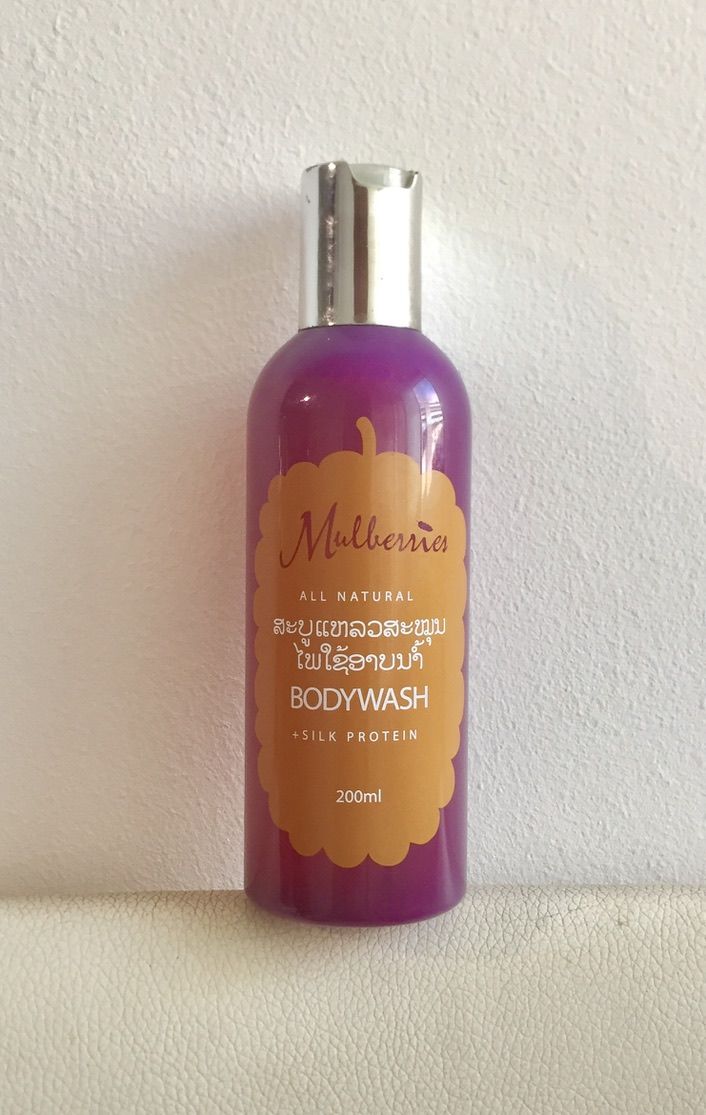 Mulberries
ALL NATURAL
ສະບູແຫລວສະໝຸນ
ໄພໃຊ້ອາບນໍ້າ
BODYWASH
+SILK PROTEIN
200ml